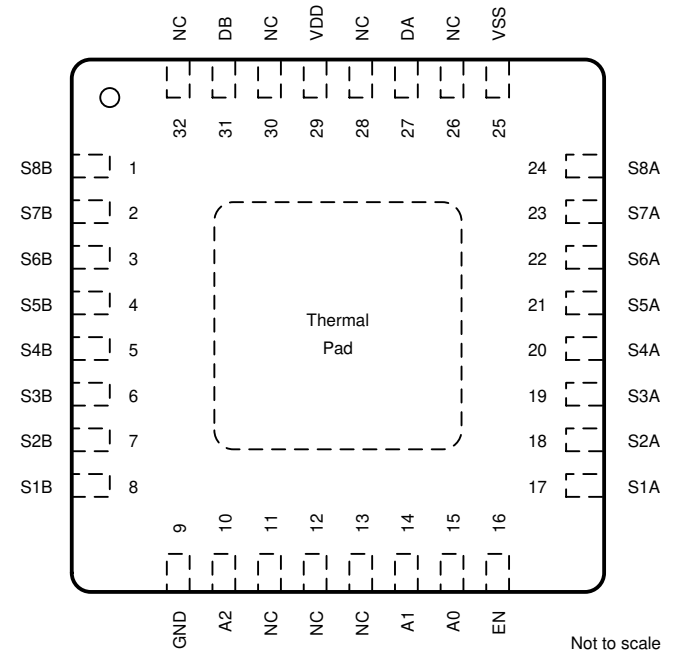 NC DB NC VDD NC DA NC VSS
32 31 30 29 28 27 26 25
S8B 1 24 S8A
S7B 2 23 S7A
S6B 3 22 S6A
S5B 4 21 S5A
S4B 5 20 S4A
S3B 6 19 S3A
S2B 7 18 S2A
S1B 8 17 S1A
Thermal
Pad
9 10 11 12 13 14 15 16
GND A2 NC NC NC A1 A0 EN
Not to scale